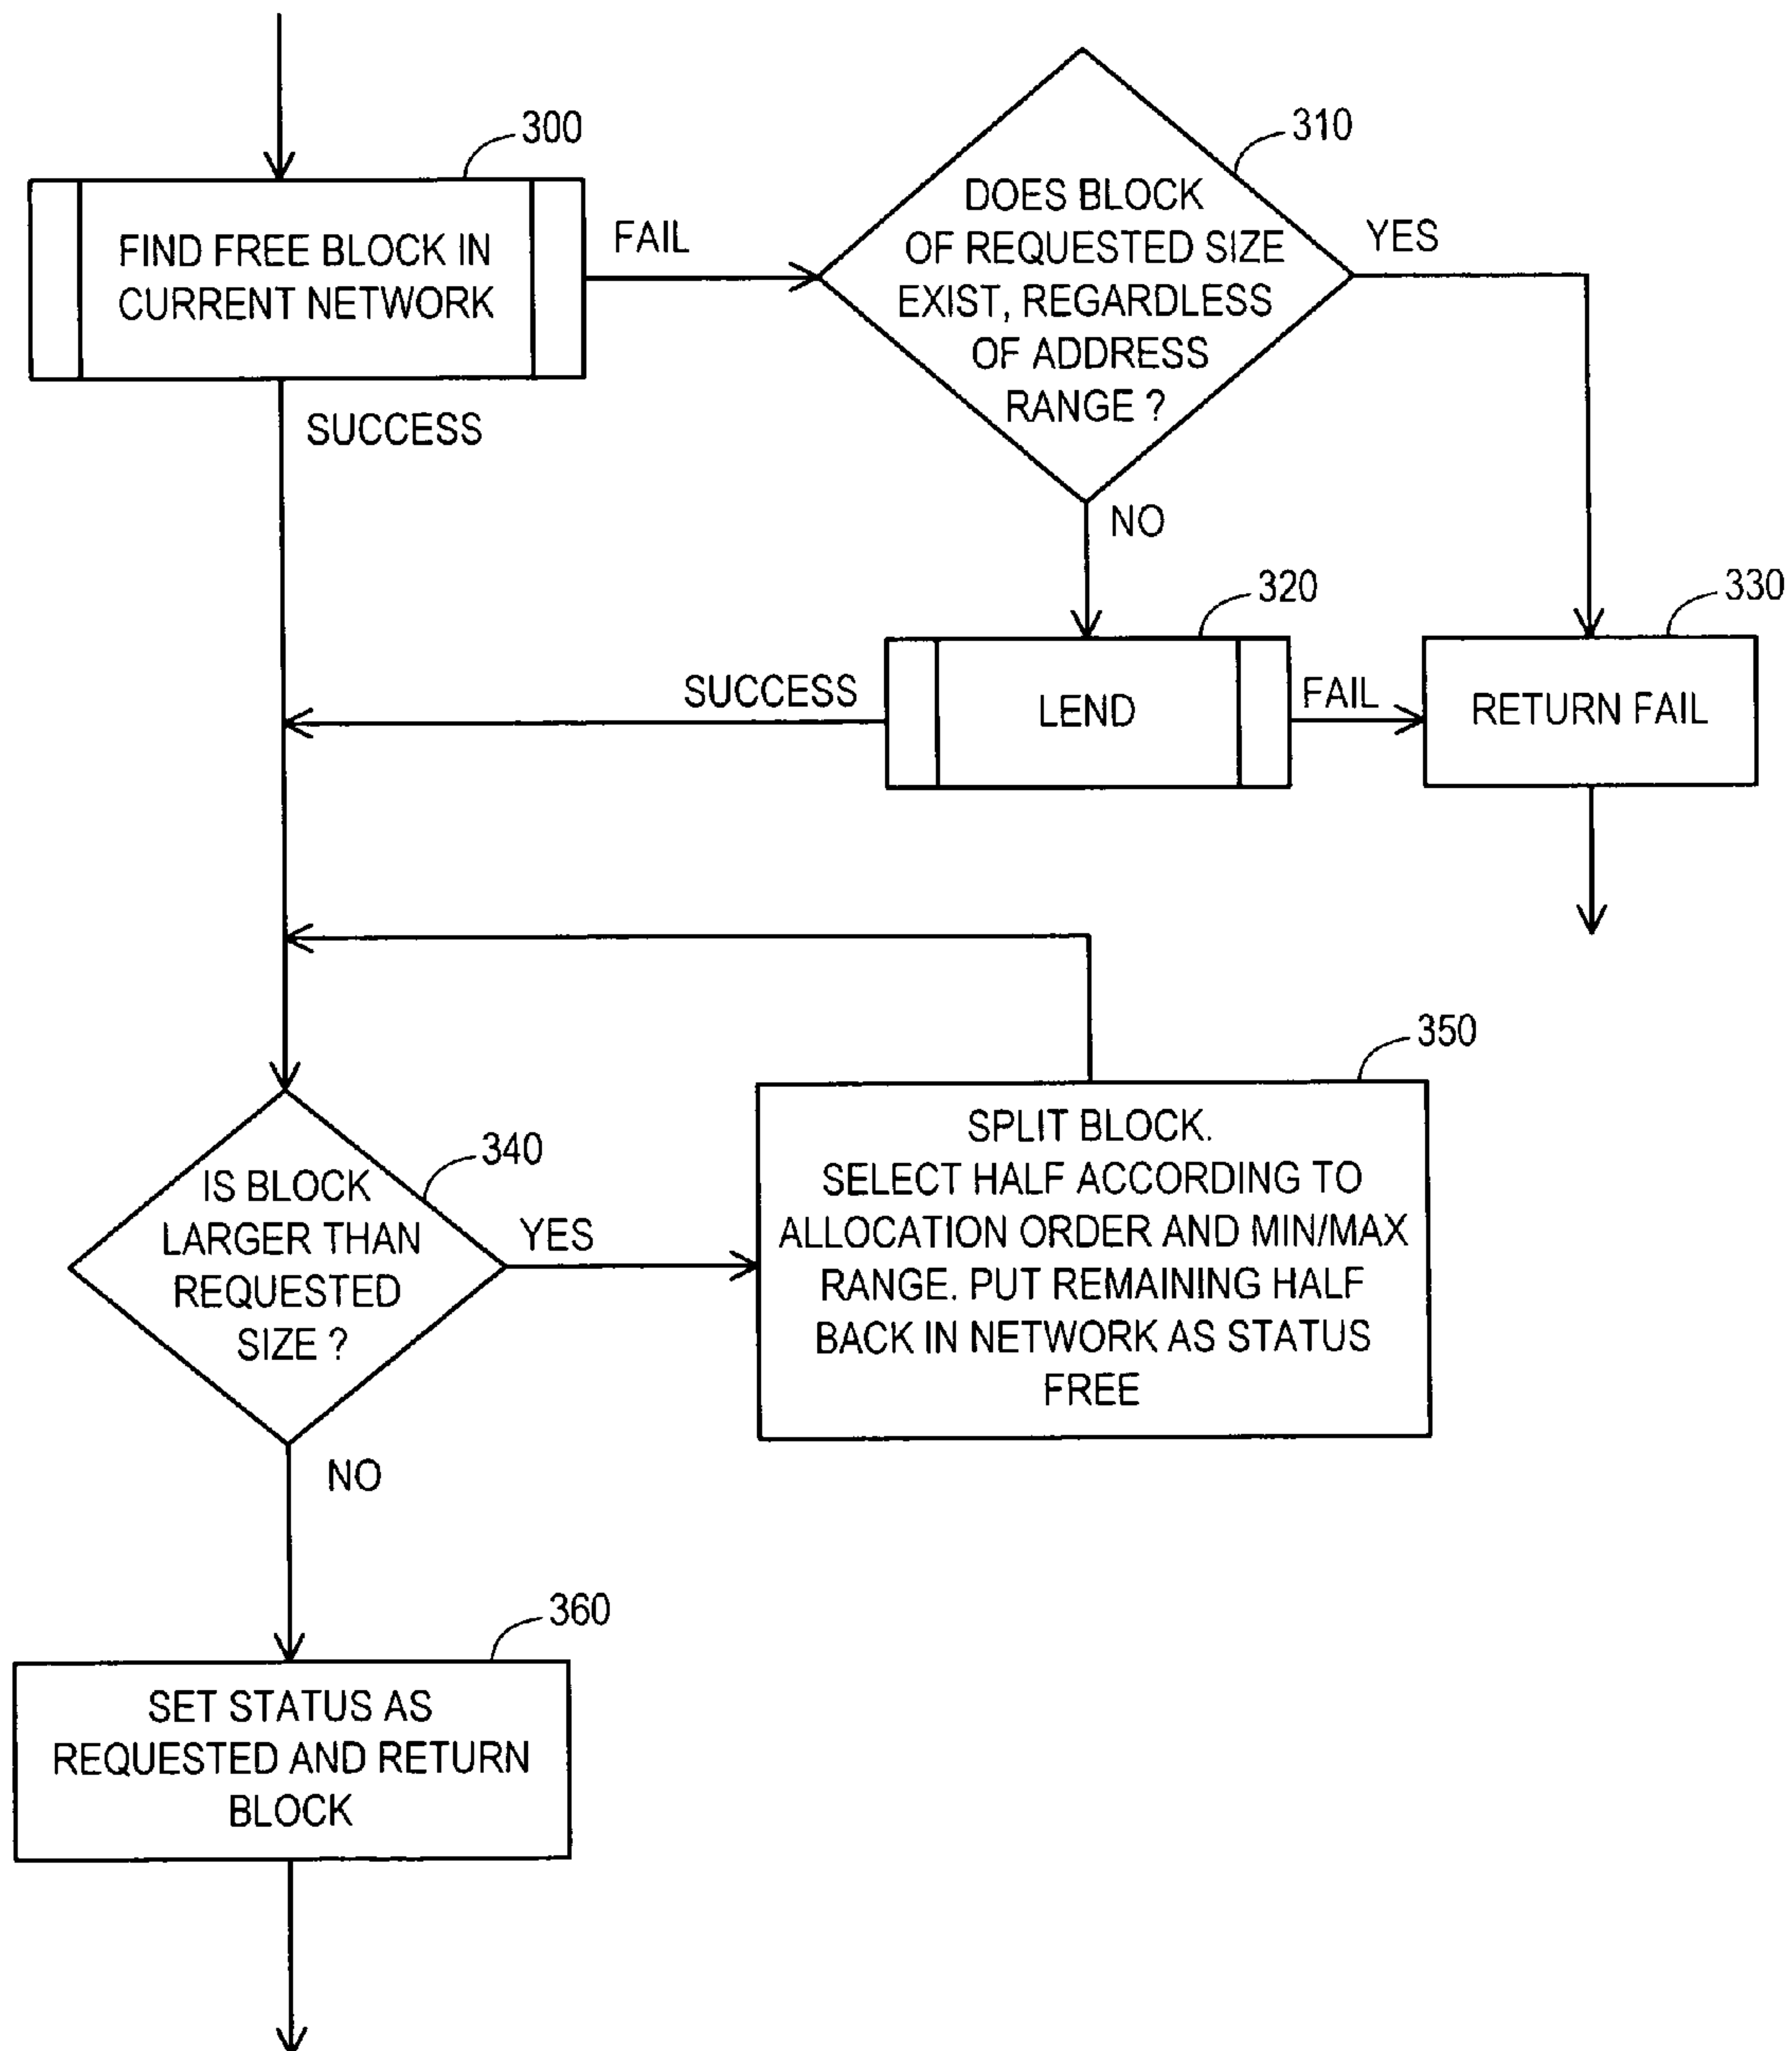 300
FIND FREE BLOCK IN
CURRENT NETWORK
FAIL
SUCCESS
310
DOES BLOCK
OF REQUESTED SIZE
EXIST, REGARDLESS
OF ADDRESS
RANGE ?
YES
NO
320
LEND
SUCCESS
FAIL
330
RETURN FAIL
340
IS BLOCK
LARGER THAN
REQUESTED
SIZE ?
YES
NO
350
SPLIT BLOCK.
SELECT HALF ACCORDING TO
ALLOCATION ORDER AND MIN/MAX
RANGE. PUT REMAINING HALF
BACK IN NETWORK AS STATUS
FREE
360
SET STATUS AS
REQUESTED AND RETURN
BLOCK